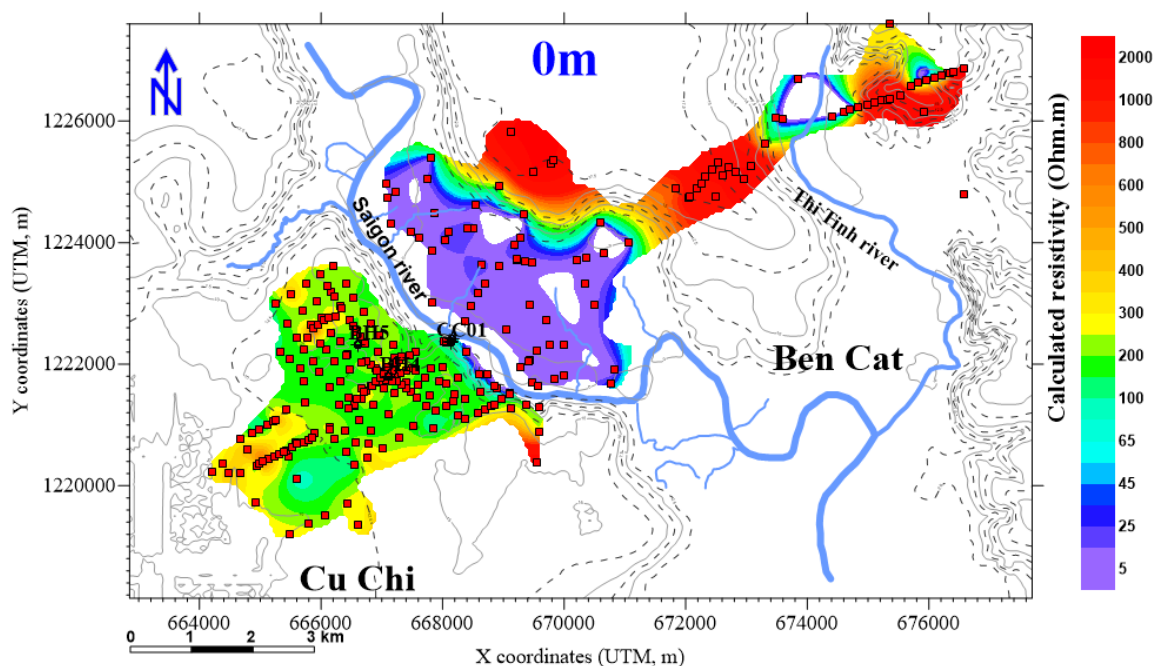 0m
N
1226000
1224000
1222000
1220000
Y coordinates (UTM, m)
Saigon river
Thi Tinh river
BH5
CC01
Ben Cat
Cu Chi
664000 666000 668000 670000 672000 674000 676000
0 1 2 3 km
X coordinates (UTM, m)
Calculated resistivity (Ohm.m)
2000
1000
800
600
500
400
300
200
100
65
45
25
5